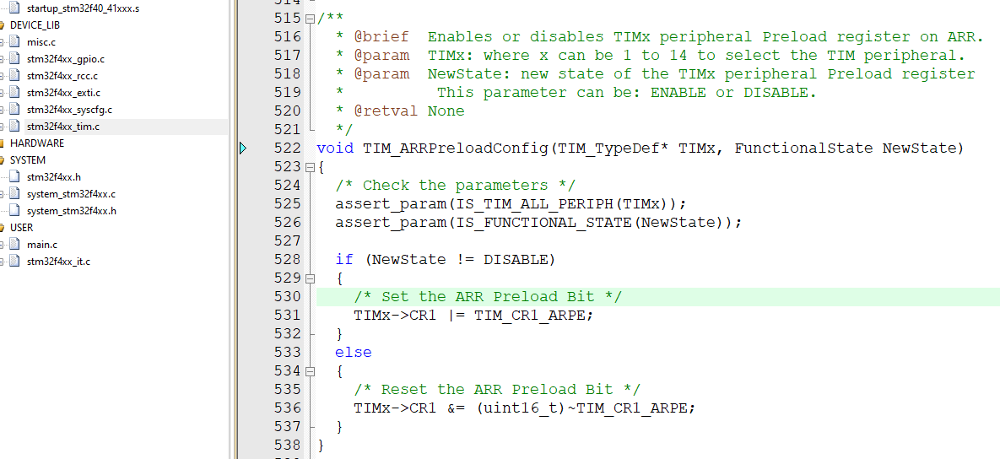 startup_stm32f40_41xxx.s
DEVICE_LIB
misc.c
stm32f4xx_gpio.c
stm32f4xx_rcc.c
stm32f4xx_exti.c
stm32f4xx_syscfg.c
stm32f4xx_tim.c
HARDWARE
SYSTEM
stm32f4xx.h
system_stm32f4xx.c
system_stm32f4xx.h
USER
main.c
stm32f4xx_it.c
514
515 /**
516 * @brief Enables or disables TIMx peripheral Preload register on ARR.
517 * @param TIMx: where x can be 1 to 14 to select the TIM peripheral.
518 * @param NewState: new state of the TIMx peripheral Preload register
519 * This parameter can be: ENABLE or DISABLE.
520 * @retval None
521 */
522 void TIM_ARRPreloadConfig(TIM_TypeDef* TIMx, FunctionalState NewState)
523 {
524 /* Check the parameters */
525 assert_param(IS_TIM_ALL_PERIPH(TIMx));
526 assert_param(IS_FUNCTIONAL_STATE(NewState));
527
528 if (NewState != DISABLE)
529 {
530 /* Set the ARR Preload Bit */
531 TIMx->CR1 |= TIM_CR1_ARPE;
532 }
533 else
534 {
535 /* Reset the ARR Preload Bit */
536 TIMx->CR1 &= (uint16_t)~TIM_CR1_ARPE;
537 }
538 }